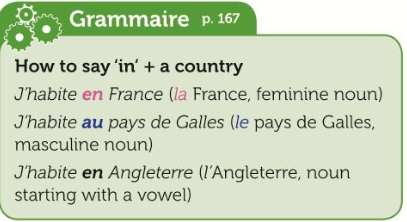 Grammaire p. 167
How to say 'in' + a country
J'habite en France (la France, feminine noun)
J'habite au pays de Galles (le pays de Galles,
masculine noun)
J'habite en Angleterre (l'Angleterre, noun
starting with a vowel)